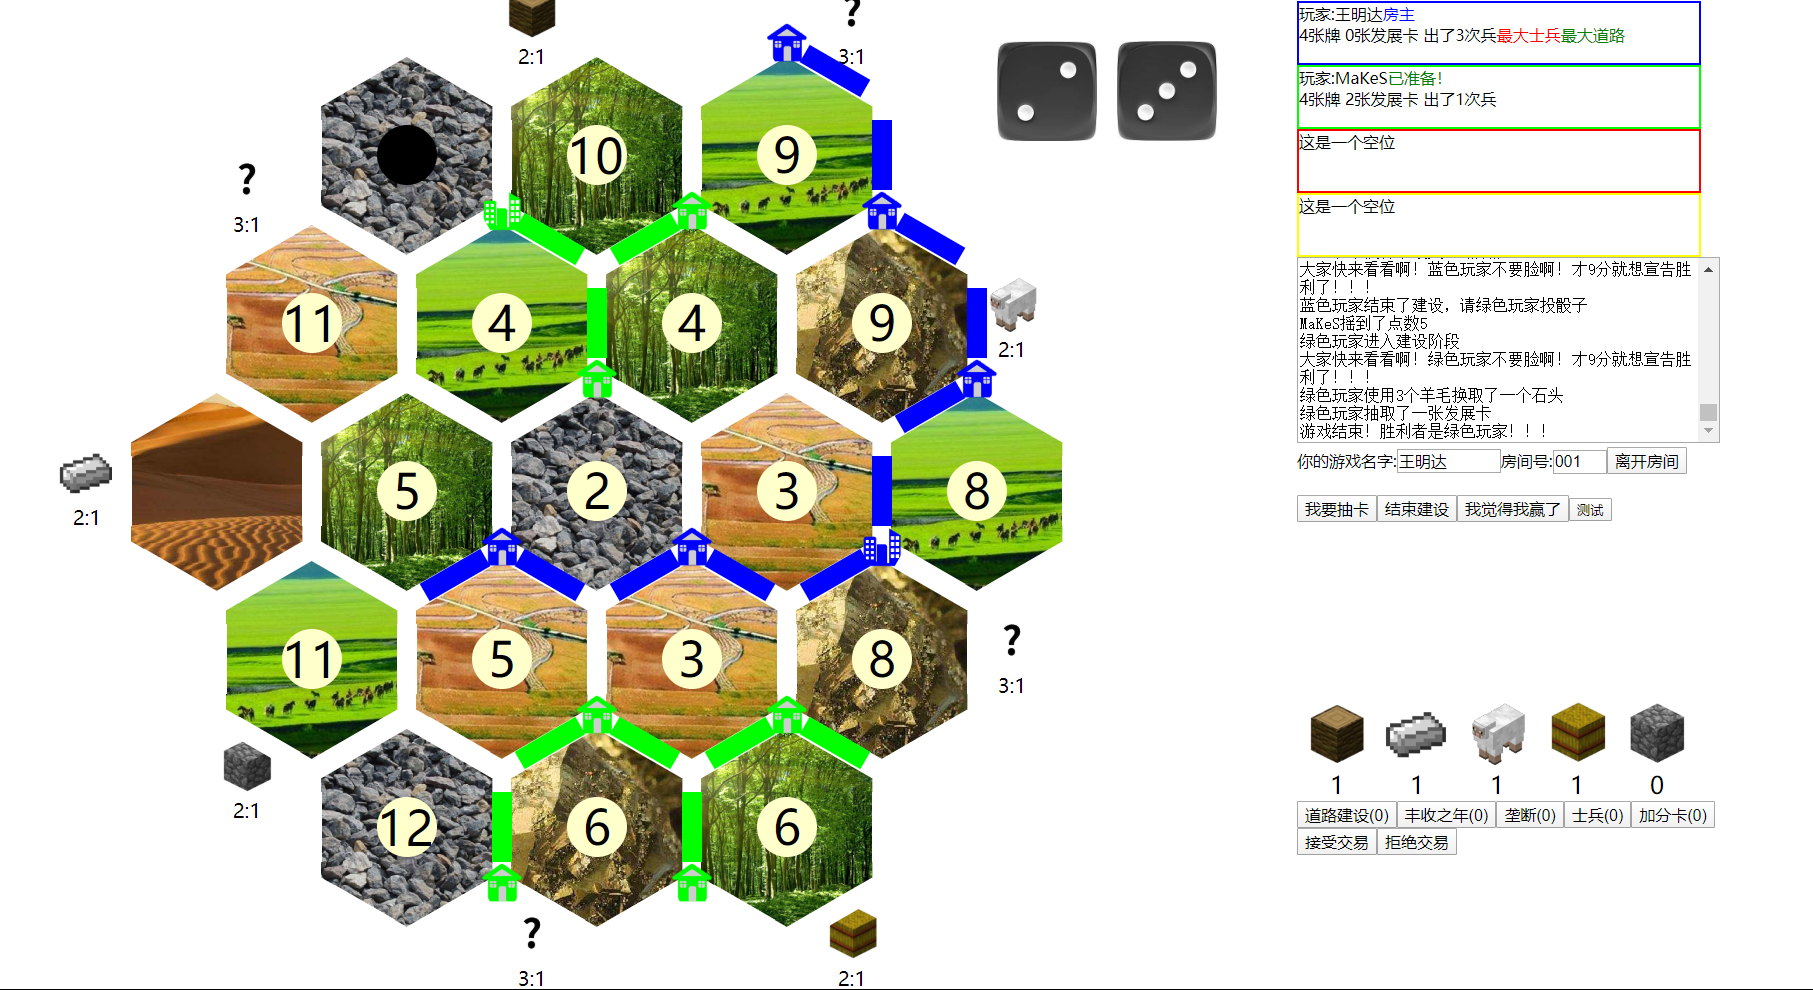 2:1
3:1
10
9
3:1
?
?
11
4
4
9
2:1
5
2
3
8
2:1
11
5
3
8
?
3:1
2:1
12
6
6
?
3:1
2:1
玩家:王明达房主
4张牌 0张发展卡 出了3次兵最大士兵最大道路
玩家:MaKeS已准备!
4张牌 2张发展卡 出了1次兵
这是一个空位
这是一个空位
大家快来看看啊！蓝色玩家不要脸啊！才9分就想宣告胜
利了！！！
蓝色玩家结束了建设，请绿色玩家投骰子
MaKeS摇到了点数5
绿色玩家进入建设阶段
大家快来看看啊！绿色玩家不要脸啊！才9分就想宣告胜
利了！！！
绿色玩家使用3个羊毛换取了一个石头
绿色玩家抽取了一张发展卡
游戏结束！胜利者是绿色玩家！！！
你的游戏名字:王明达 房间号:001 离开房间
我要抽卡 结束建设 我觉得我赢了 测试
1 1 1 1 0
道路建设(0) 丰收之年(0) 垄断(0) 士兵(0) 加分卡(0)
接受交易 拒绝交易